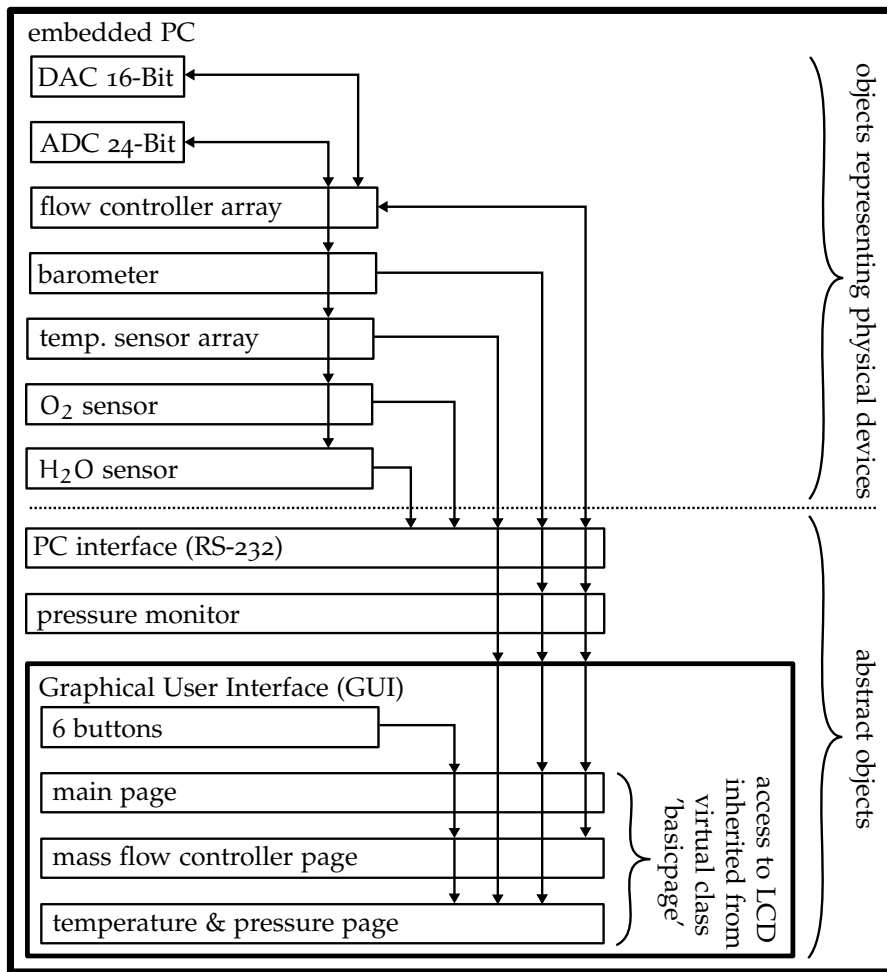 embedded PC
DAC 16-Bit
ADC 24-Bit
flow controller array
barometer
temp. sensor array
O₂ sensor
H₂O sensor
objects representing physical devices
PC interface (RS-232)
pressure monitor
Graphical User Interface (GUI)
6 buttons
main page
mass flow controller page
temperature & pressure page
access to LCD
inherited from
virtual class
'basicpage'
abstract objects